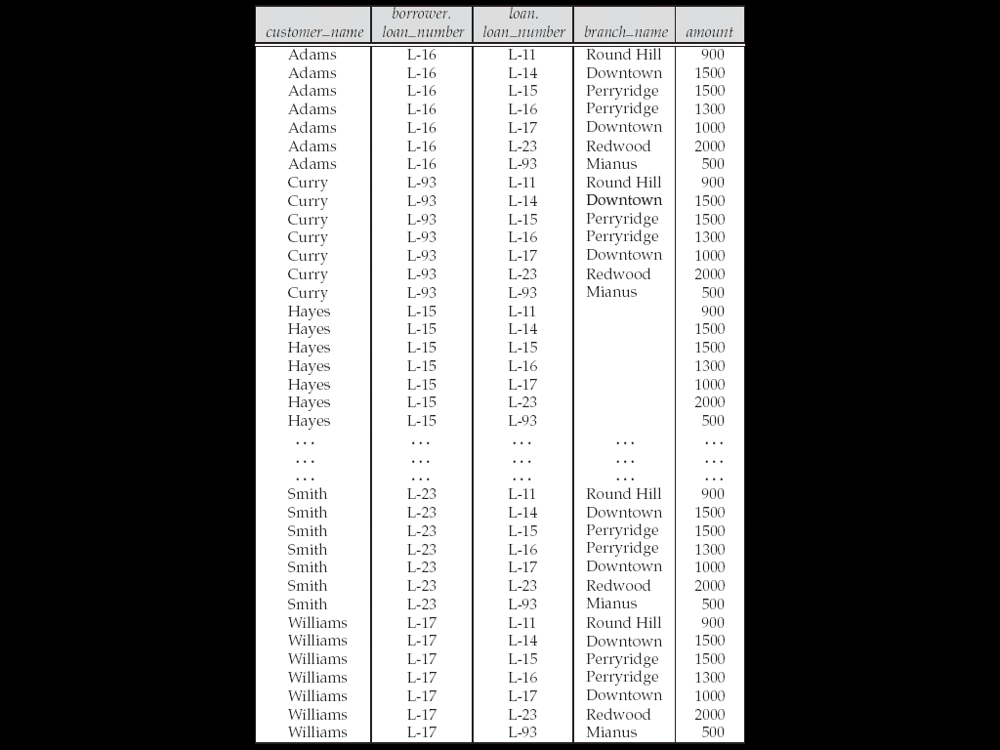 customer_name borrower. loan_number loan. loan_number branch_name amount
Adams L-16 L-11 Round Hill 900
Adams L-16 L-14 Downtown 1500
Adams L-16 L-15 Perryridge 1500
Adams L-16 L-16 Perryridge 1300
Adams L-16 L-17 Downtown 1000
Adams L-16 L-23 Redwood 2000
Adams L-16 L-93 Mianus 500
Curry L-93 L-11 Round Hill 900
Curry L-93 L-14 Downtown 1500
Curry L-93 L-15 Perryridge 1500
Curry L-93 L-16 Perryridge 1300
Curry L-93 L-17 Downtown 1000
Curry L-93 L-23 Redwood 2000
Curry L-93 L-93 Mianus 500
Hayes L-15 L-11 900
Hayes L-15 L-14 1500
Hayes L-15 L-15 1500
Hayes L-15 L-16 1300
Hayes L-15 L-17 1000
Hayes L-15 L-23 2000
Hayes L-15 L-93 500
... ... ... ... ...
... ... ... ... ...
... ... ... ... ...
Smith L-23 L-11 Round Hill 900
Smith L-23 L-14 Downtown 1500
Smith L-23 L-15 Perryridge 1500
Smith L-23 L-16 Perryridge 1300
Smith L-23 L-17 Downtown 1000
Smith L-23 L-23 Redwood 2000
Smith L-23 L-93 Mianus 500
Williams L-17 L-11 Round Hill 900
Williams L-17 L-14 Downtown 1500
Williams L-17 L-15 Perryridge 1500
Williams L-17 L-16 Perryridge 1300
Williams L-17 L-17 Downtown 1000
Williams L-17 L-23 Redwood 2000
Williams L-17 L-93 Mianus 500